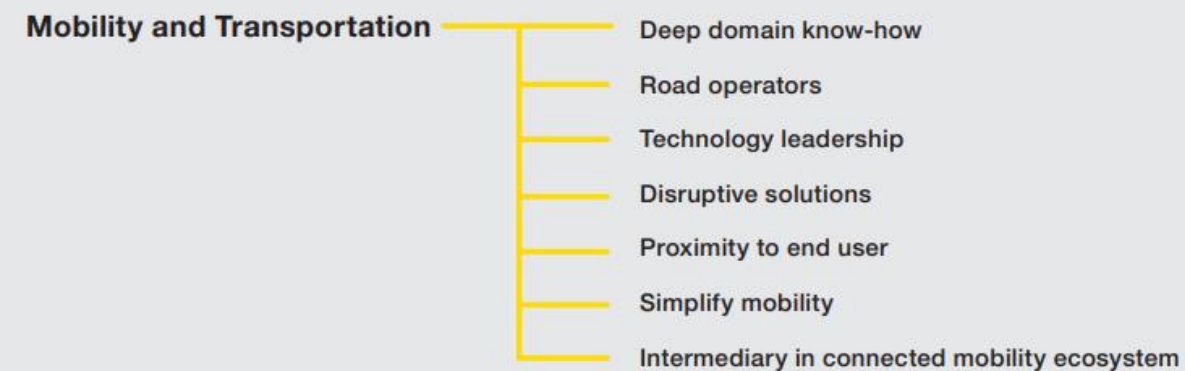 Mobility and Transportation
Deep domain know-how
Road operators
Technology leadership
Disruptive solutions
Proximity to end user
Simplify mobility
Intermediary in connected mobility ecosystem